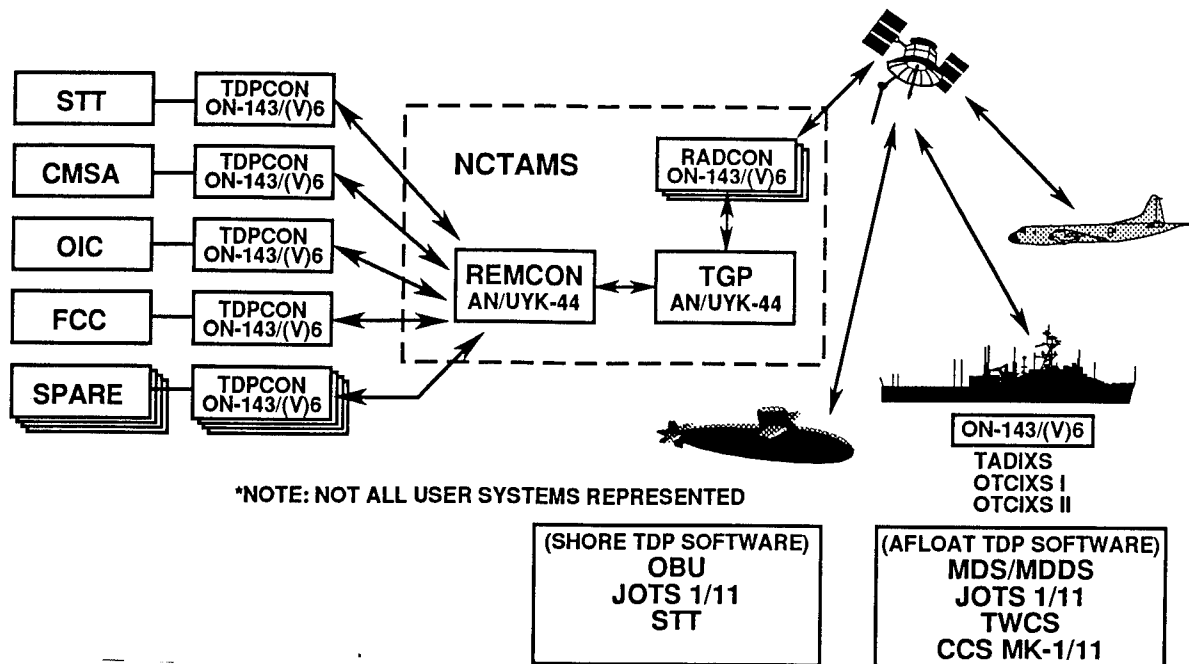 STT
TDPCON
ON-143/(V)6
CMSA
TDPCON
ON-143/(V)6
OIC
TDPCON
ON-143/(V)6
FCC
TDPCON
ON-143/(V)6
SPARE
TDPCON
ON-143/(V)6
NCTAMS
RADCON
ON-143/(V)6
REMCON
AN/UYK-44
TGP
AN/UYK-44
ON-143/(V)6
TADIXS
OTCIXS I
OTCIXS II
*NOTE: NOT ALL USER SYSTEMS REPRESENTED
(SHORE TDP SOFTWARE)
OBU
JOTS 1/11
STT
(AFLOAT TDP SOFTWARE)
MDS/MDDS
JOTS 1/11
TWCS
CCS MK-1/11